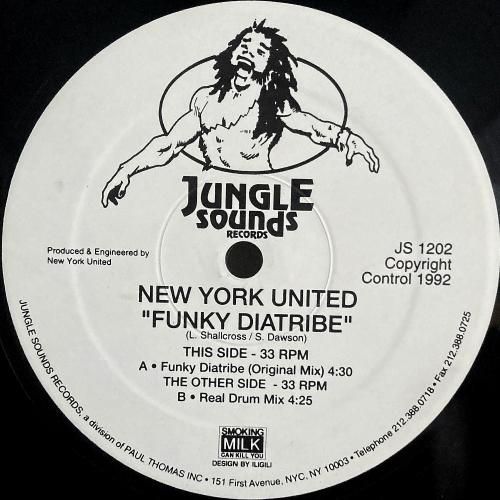 JUNGLE
SOUNDS
RECORDS
Produced & Engineered by
New York United
JS 1202
Copyright
Control 1992
NEW YORK UNITED
"FUNKY DIATRIBE"
(L. Shallcross / S. Dawson)
THIS SIDE - 33 RPM
A • Funky Diatribe (Original Mix) 4:30
THE OTHER SIDE - 33 RPM
B • Real Drum Mix 4:25
SMOKING
MILK
CAN KILL YOU
DESIGN BY ILIGILI
JUNGLE SOUNDS RECORDS, a division of PAUL THOMAS INC • 151 First Avenue, NYC, NY 10003 • Telephone 212.388.0718 • Fax 212.388.0725